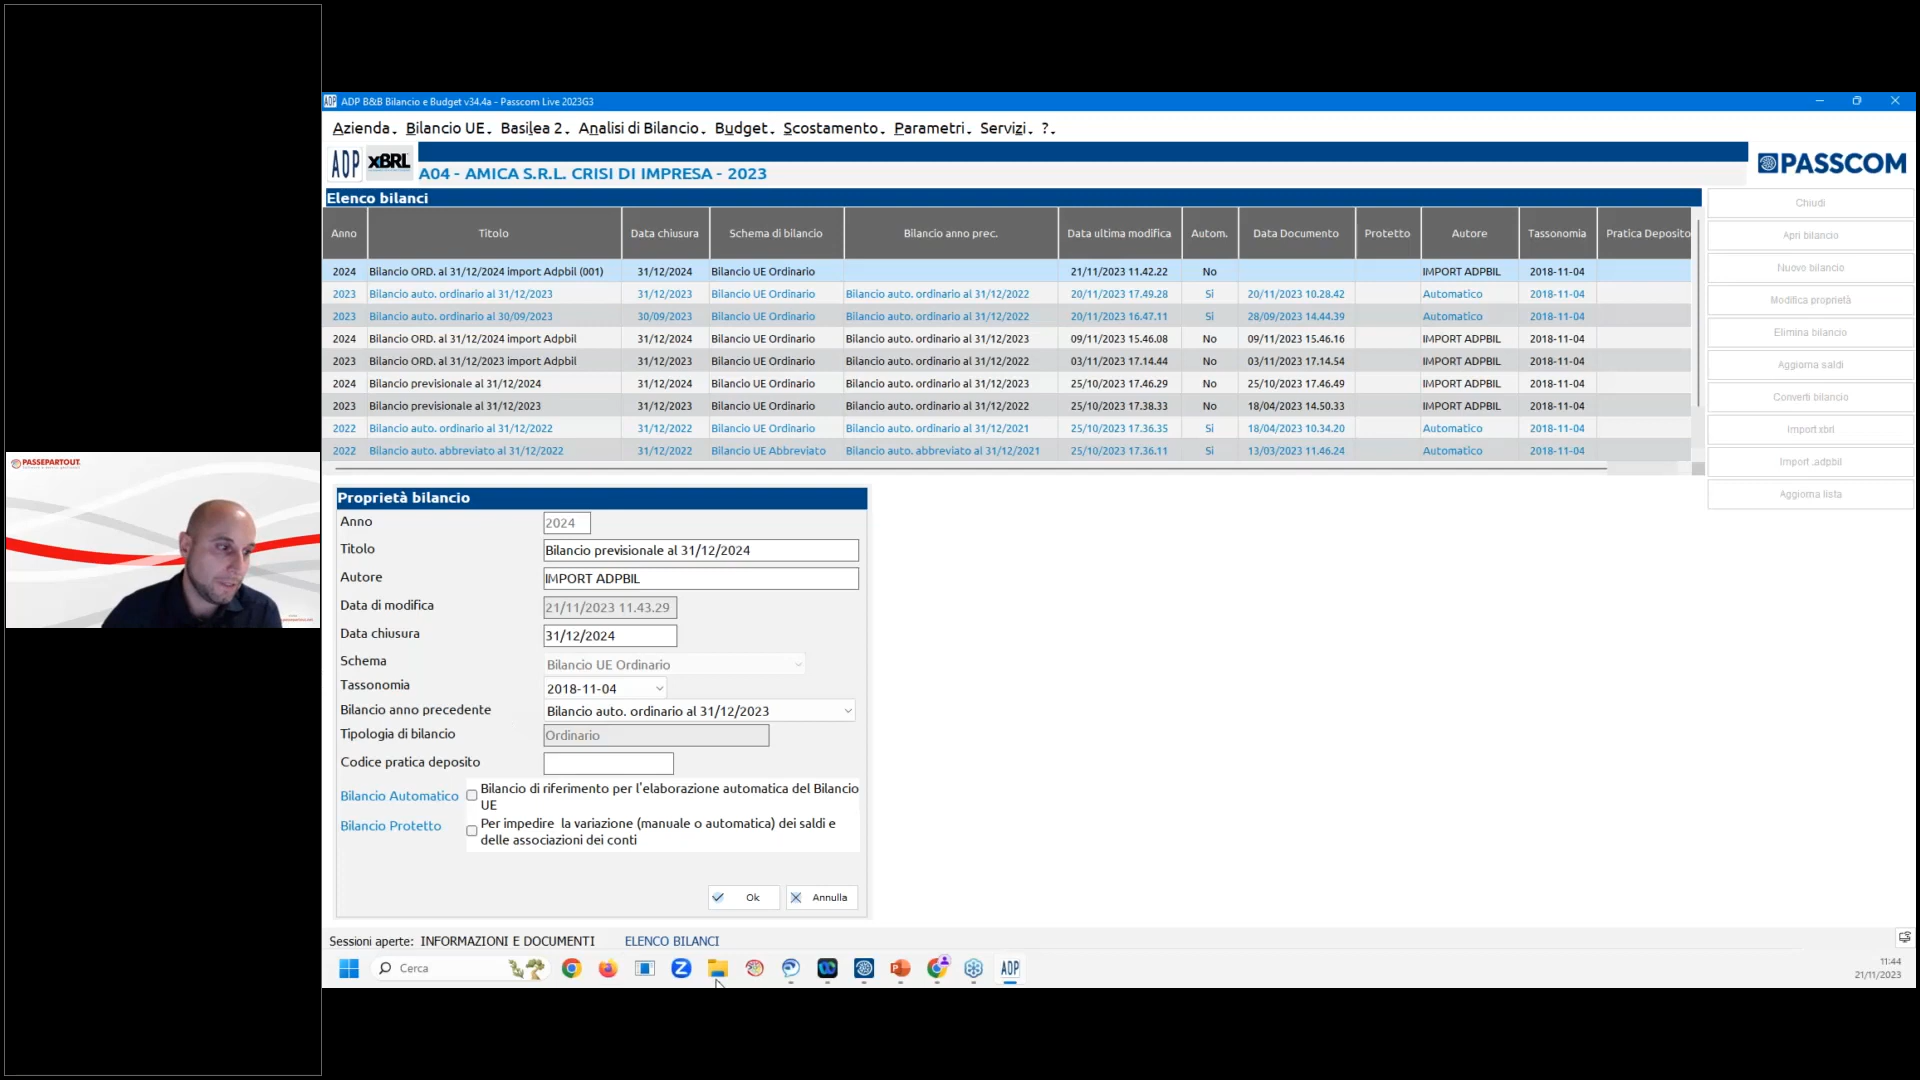 PASSEPARTOUT
ADP B&B Bilancio e Budget v34.4a - Passcom Live 2023G3
Azienda Bilancio UE Basilea 2 Analisi di Bilancio Budget Scostamento Parametri Servizi ?
ADP xBRL A04 - AMICA S.R.L. CRISI DI IMPRESA - 2023 PASSCOM
Elenco bilanci
Anno Titolo Data chiusura Schema di bilancio Bilancio anno prec. Data ultima modifica Autom. Data Documento Protetto Autore Tassonomia Pratica Deposito
2024 Bilancio ORD. al 31/12/2024 import Adpbil (001) 31/12/2024 Bilancio UE Ordinario 21/11/2023 11.42.22 No IMPORT ADPBIL 2018-11-04
2023 Bilancio auto. ordinario al 31/12/2023 31/12/2023 Bilancio UE Ordinario Bilancio auto. ordinario al 31/12/2022 20/11/2023 17.49.28 Sì 20/11/2023 10.28.42 Automatico 2018-11-04
2023 Bilancio auto. ordinario al 30/09/2023 30/09/2023 Bilancio UE Ordinario Bilancio auto. ordinario al 31/12/2022 20/11/2023 16.47.11 Sì 28/09/2023 14.44.39 Automatico 2018-11-04
2024 Bilancio ORD. al 31/12/2024 import Adpbil 31/12/2024 Bilancio UE Ordinario Bilancio auto. ordinario al 31/12/2023 09/11/2023 15.46.08 No 09/11/2023 15.46.16 IMPORT ADPBIL 2018-11-04
2023 Bilancio ORD. al 31/12/2023 import Adpbil 31/12/2023 Bilancio UE Ordinario Bilancio auto. ordinario al 31/12/2022 03/11/2023 17.14.44 No 03/11/2023 17.14.54 IMPORT ADPBIL 2018-11-04
2024 Bilancio previsionale al 31/12/2024 31/12/2024 Bilancio UE Ordinario Bilancio auto. ordinario al 31/12/2023 25/10/2023 17.46.29 No 25/10/2023 17.46.49 IMPORT ADPBIL 2018-11-04
2023 Bilancio previsionale al 31/12/2023 31/12/2023 Bilancio UE Ordinario Bilancio auto. ordinario al 31/12/2022 25/10/2023 17.38.33 No 18/04/2023 14.50.33 IMPORT ADPBIL 2018-11-04
2022 Bilancio auto. ordinario al 31/12/2022 31/12/2022 Bilancio UE Ordinario Bilancio auto. ordinario al 31/12/2021 25/10/2023 17.36.35 Sì 18/04/2023 10.34.20 Automatico 2018-11-04
2022 Bilancio auto. abbreviato al 31/12/2022 31/12/2022 Bilancio UE Abbreviato Bilancio auto. abbreviato al 31/12/2021 25/10/2023 17.36.11 Sì 13/03/2023 11.46.24 Automatico 2018-11-04
Chiudi
Apri bilancio
Nuovo bilancio
Modifica proprietà
Elimina bilancio
Aggiorna saldi
Converti bilancio
Import xbrl
Import .adpbil
Aggiorna lista
Proprietà bilancio
Anno 2024
Titolo Bilancio previsionale al 31/12/2024
Autore IMPORT ADPBIL
Data di modifica 21/11/2023 11.43.29
Data chiusura 31/12/2024
Schema Bilancio UE Ordinario
Tassonomia 2018-11-04
Bilancio anno precedente Bilancio auto. ordinario al 31/12/2023
Tipologia di bilancio Ordinario
Codice pratica deposito
Bilancio Automatico Bilancio di riferimento per l'elaborazione automatica del Bilancio
UE
Bilancio Protetto Per impedire la variazione (manuale o automatica) dei saldi e
delle associazioni dei conti
Ok Annulla
Sessioni aperte: INFORMAZIONI E DOCUMENTI ELENCO BILANCI
Cerca ADP 11:44
21/11/2023